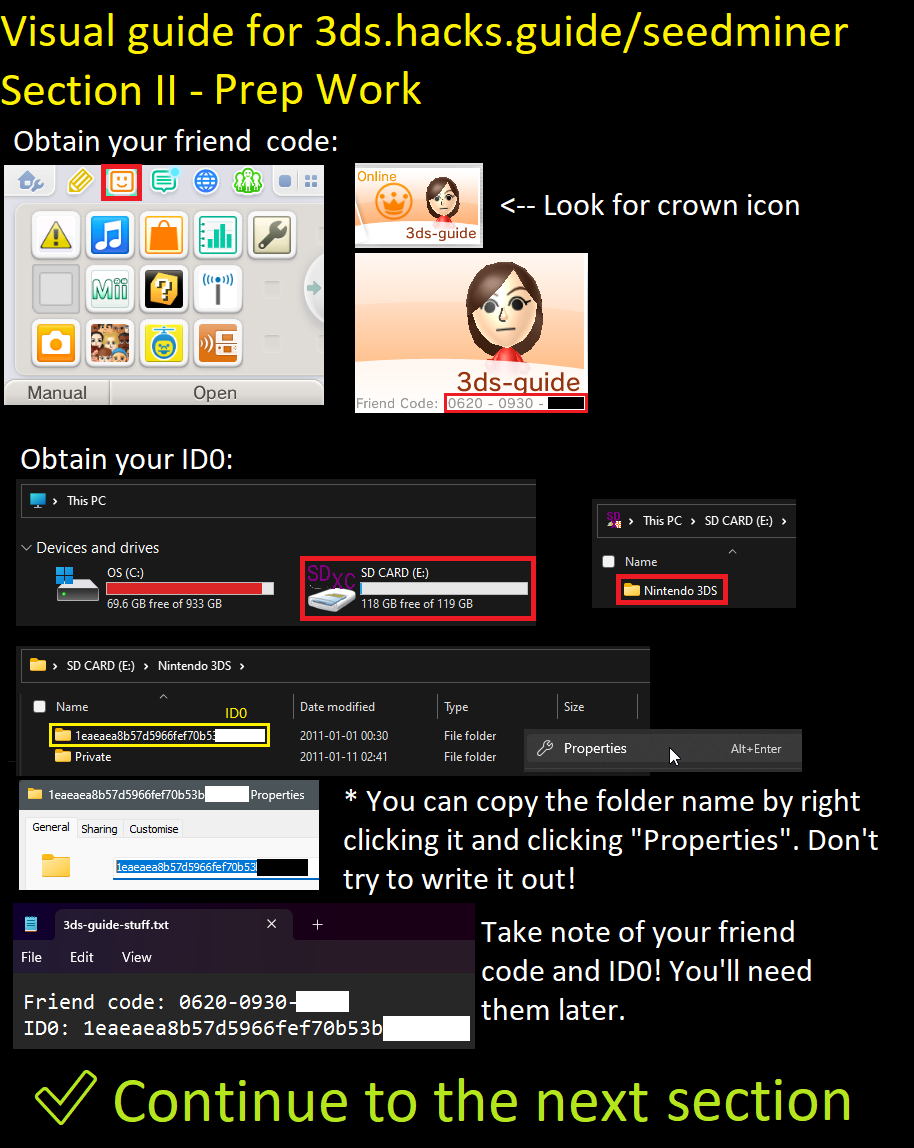 Visual guide for 3ds.hacks.guide/seedminer
Section II - Prep Work
Obtain your friend code:
Mii
Manual
Open
Online
3ds-guide
<-- Look for crown icon
3ds-guide
Friend Code: 0620 - 0930 -
Obtain your ID0:
This PC
Devices and drives
OS (C:)
69.6 GB free of 933 GB
SDXC
SD CARD (E:)
118 GB free of 119 GB
SD
This PC > SD CARD (E:) >
Name
Nintendo 3DS
SD CARD (E:) > Nintendo 3DS >
Name
ID0
Date modified
Type
Size
1eaeaea8b57d5966fef70b53
2011-01-01 00:30
File folder
Private
2011-01-11 02:41
File folder
Properties
Alt+Enter
1eaeaea8b57d5966fef70b53b
Properties
General
Sharing
Customise
1eaeaea8b57d5966fef70b53
* You can copy the folder name by right
clicking it and clicking "Properties". Don't
try to write it out!
3ds-guide-stuff.txt
File
Edit
View
Friend code: 0620-0930-
ID0: 1eaeaea8b57d5966fef70b53b
Take note of your friend
code and ID0! You'll need
them later.
Continue to the next section